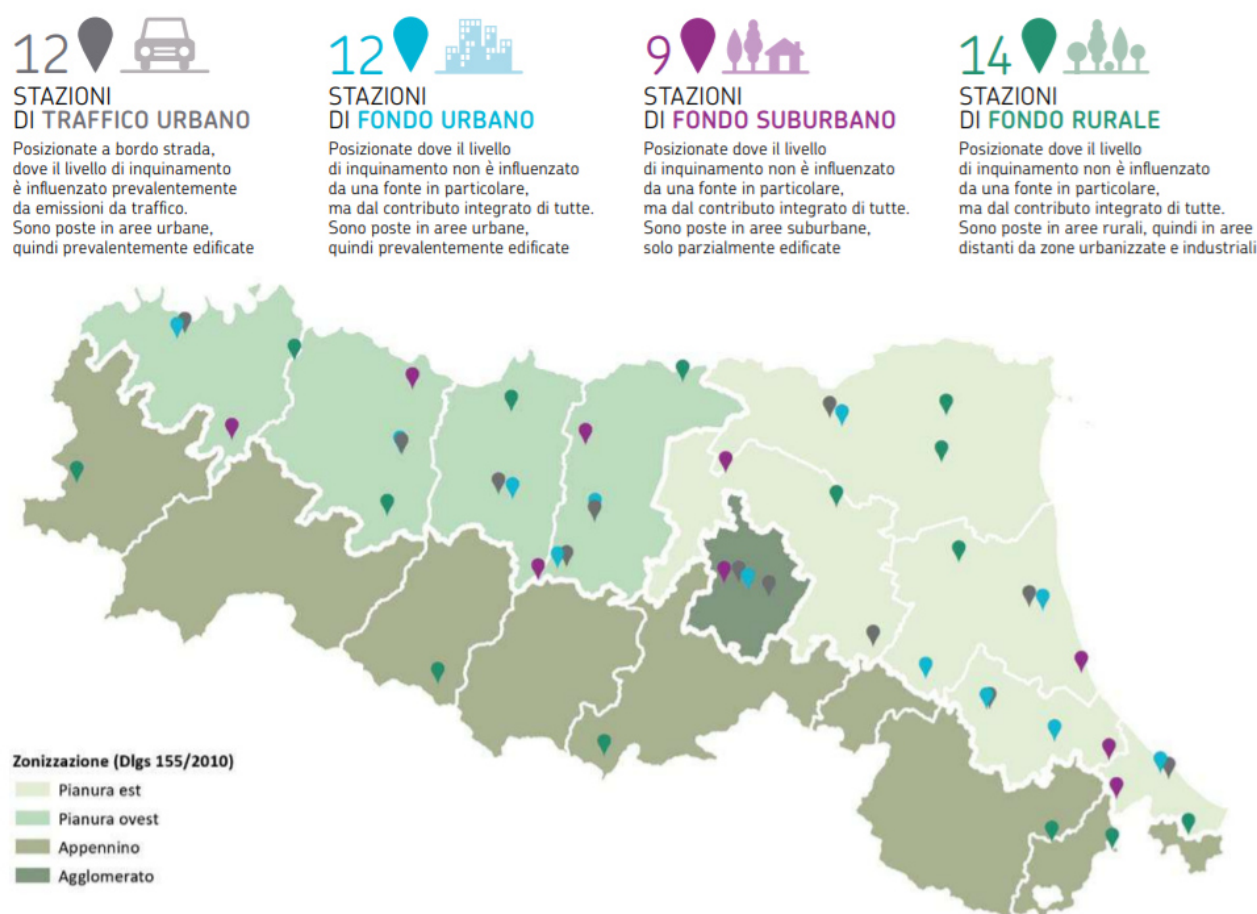 12
STAZIONI
DI TRAFFICO URBANO
Posizionate a bordo strada,
dove il livello di inquinamento
è influenzato prevalentemente
da emissioni da traffico.
Sono poste in aree urbane,
quindi prevalentemente edificate
12
STAZIONI
DI FONDO URBANO
Posizionate dove il livello
di inquinamento non è influenzato
da una fonte in particolare,
ma dal contributo integrato di tutte.
Sono poste in aree urbane,
quindi prevalentemente edificate
9
STAZIONI
DI FONDO SUBURBANO
Posizionate dove il livello
di inquinamento non è influenzato
da una fonte in particolare,
ma dal contributo integrato di tutte.
Sono poste in aree suburbane,
solo parzialmente edificate
14
STAZIONI
DI FONDO RURALE
Posizionate dove il livello
di inquinamento non è influenzato
da una fonte in particolare,
ma dal contributo integrato di tutte.
Sono poste in aree rurali, quindi in aree
distanti da zone urbanizzate e industriali
Zonizzazione (Dlgs 155/2010)
Pianura est
Pianura ovest
Appennino
Agglomerato